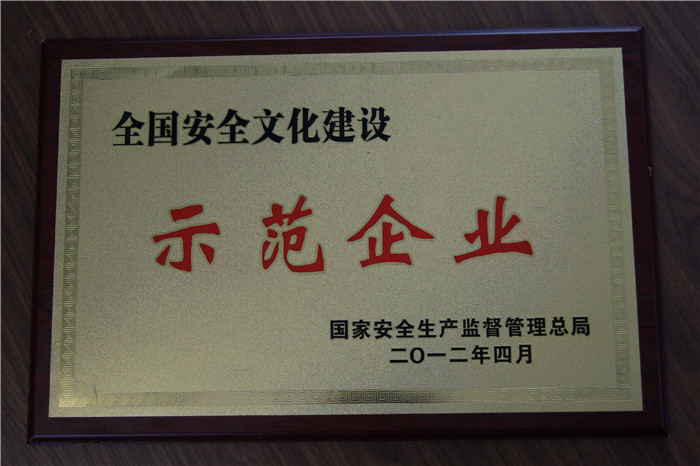 全国安全文化建设
示范企业
国家安全生产监督管理总局
二O一二年四月